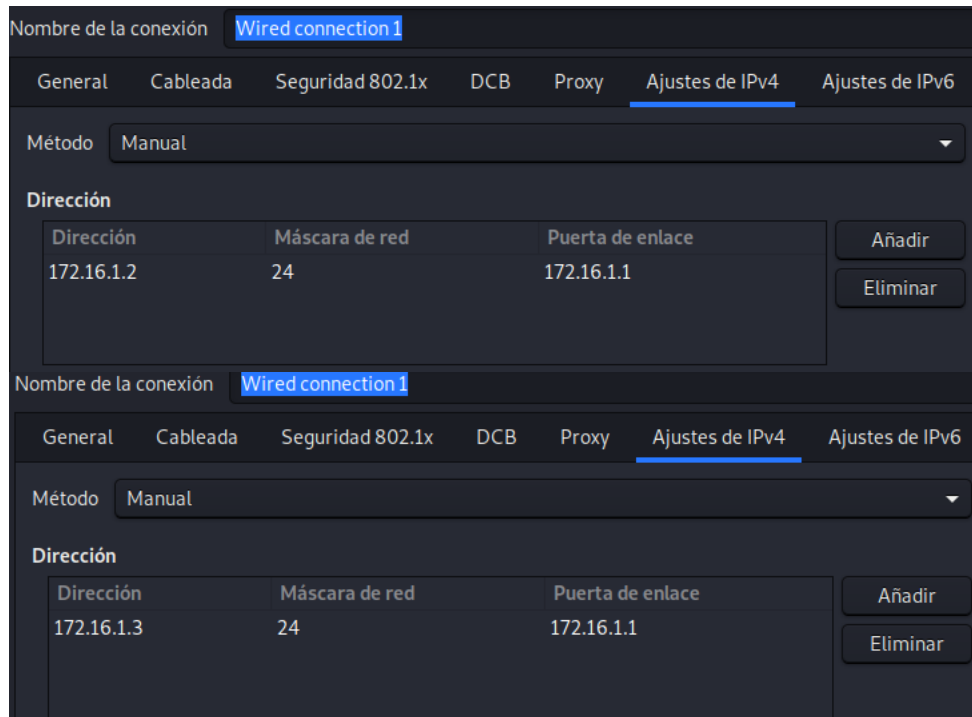 Nombre de la conexión Wired connection 1
General Cableada Seguridad 802.1x DCB Proxy Ajustes de IPv4 Ajustes de IPv6
Método Manual
Dirección
Dirección Máscara de red Puerta de enlace Añadir
172.16.1.2 24 172.16.1.1
Eliminar
Nombre de la conexión Wired connection 1
General Cableada Seguridad 802.1x DCB Proxy Ajustes de IPv4 Ajustes de IPv6
Método Manual
Dirección
Dirección Máscara de red Puerta de enlace Añadir
172.16.1.3 24 172.16.1.1
Eliminar